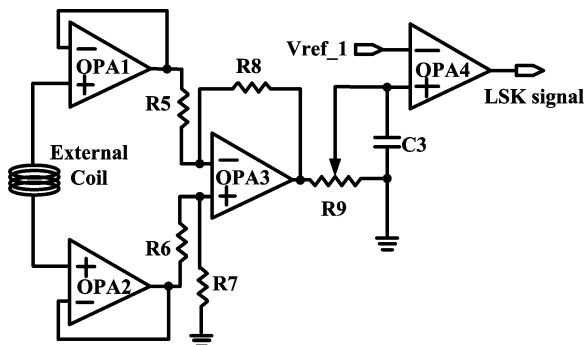 OPA1
Vref_1
OPA4
LSK signal
R8
R5
External
Coil
OPA3
C3
R9
R6
OPA2
R7